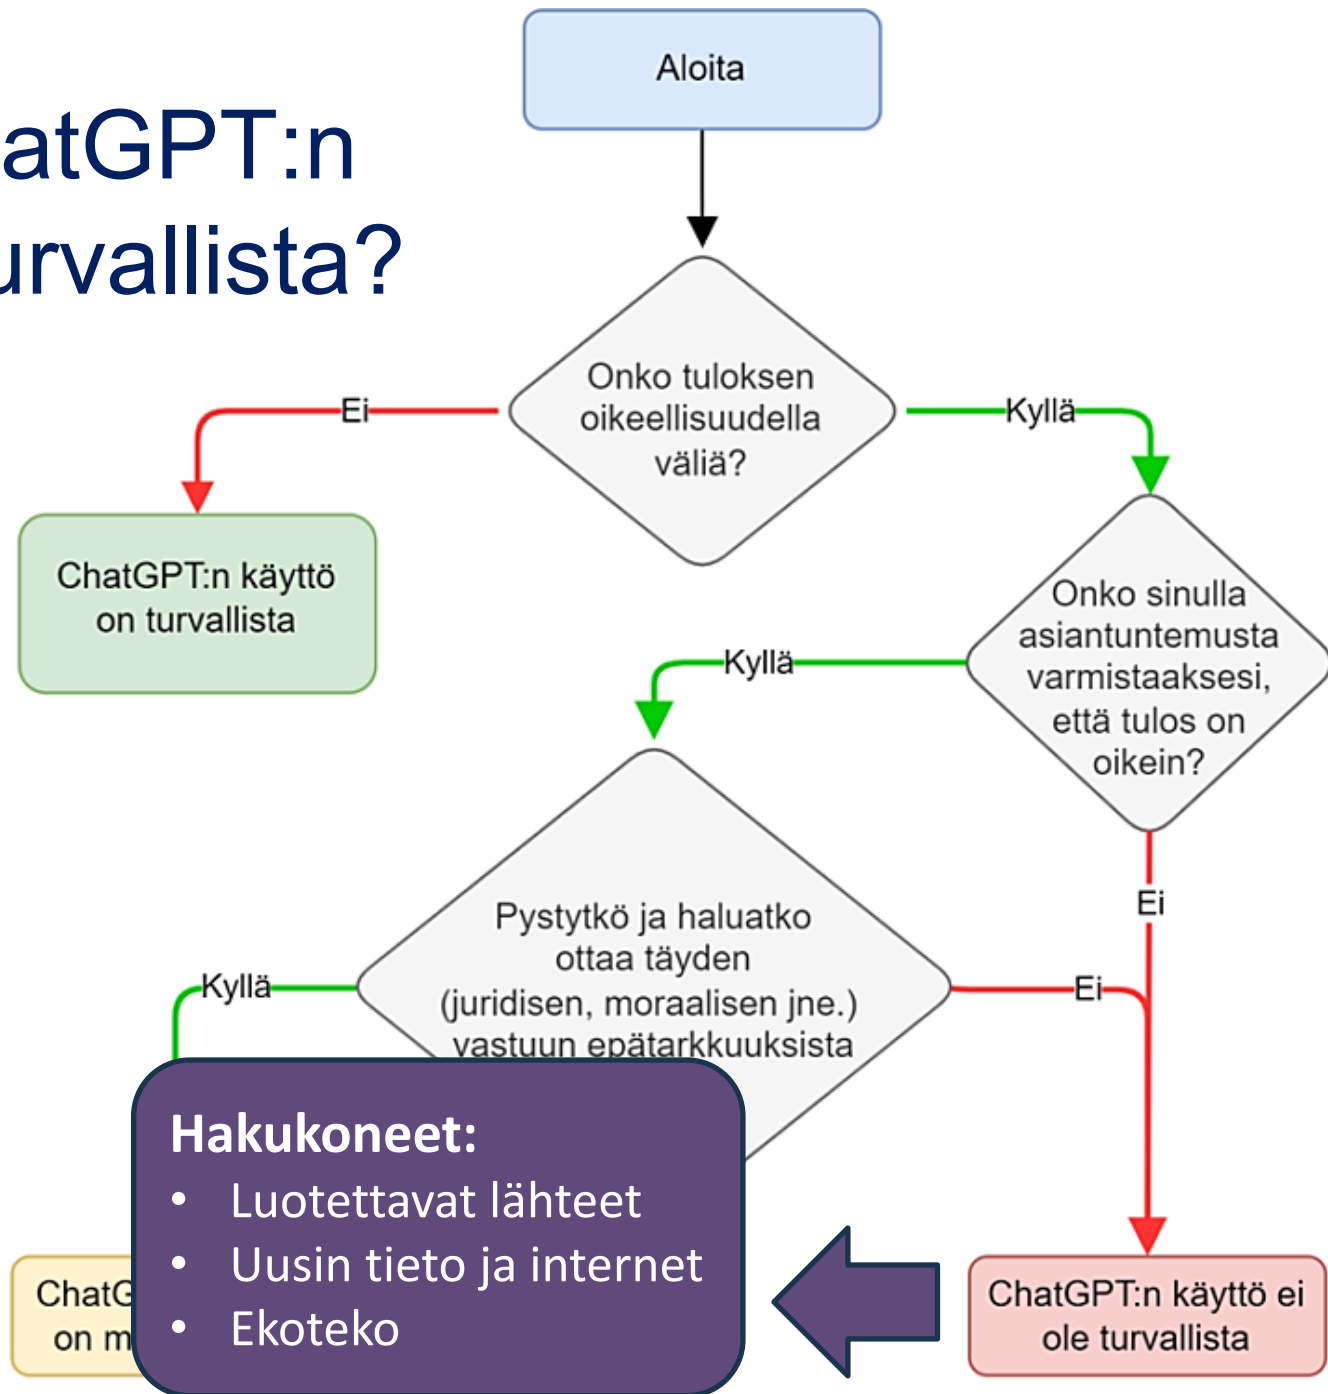 Aloita
atGPT:n
urvallista?
Onko tuloksen
oikeellisuudella
väliä?
Ei
Kyllä
ChatGPT:n käyttö
on turvallista
Onko sinulla
asiantuntemusta
varmistaaksesi,
että tulos on
oikein?
Kyllä
Ei
Pystytkö ja haluatko
ottaa täyden
(juridisen, moraalisen jne.)
vastuun epätarkkuuksista
Kyllä
Ei
Hakukoneet:
• Luotettavat lähteet
• Uusin tieto ja internet
• Ekoteko
ChatG
on m
ChatGPT:n käyttö ei
ole turvallista